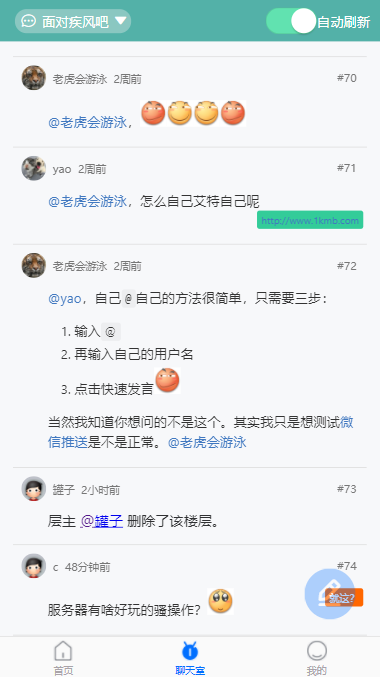 面对疾风吧
自动刷新
老虎会游泳 2周前 #70
@老虎会游泳，
yao 2周前 #71
@老虎会游泳，怎么自己艾特自己呢
http://www.1kmb.com
老虎会游泳 2周前 #72
@yao，自己 @ 自己的方法很简单，只需要三步：
1. 输入 @
2. 再输入自己的用户名
3. 点击快速发言
当然我知道你想问的不是这个。其实我只是想测试微
信推送是不是正常。@老虎会游泳
罐子 2小时前 #73
层主 @罐子 删除了该楼层。
c 48分钟前 #74
就这?
服务器有啥好玩的骚操作？
首页
聊天室
我的